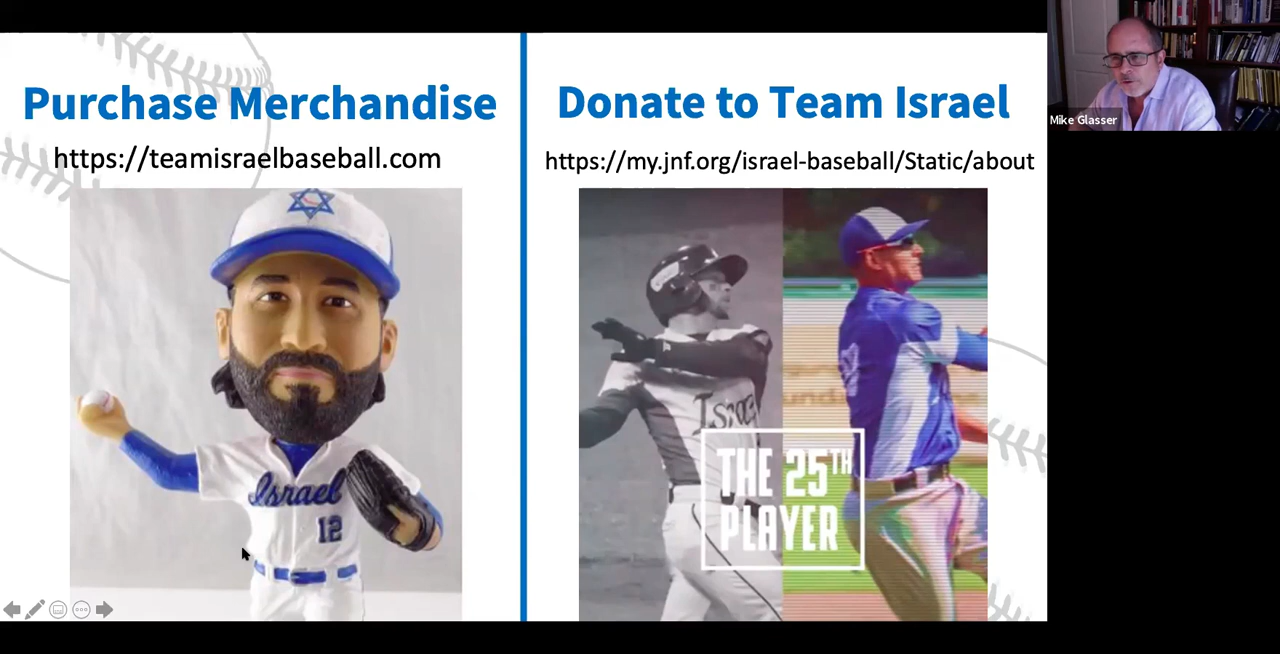 Purchase Merchandise
https://teamisraelbaseball.com
Israel
12
Donate to Team Israel
https://my.jnf.org/israel-baseball/Static/about
Israel
THE 25TH
PLAYER
Mike Glasser